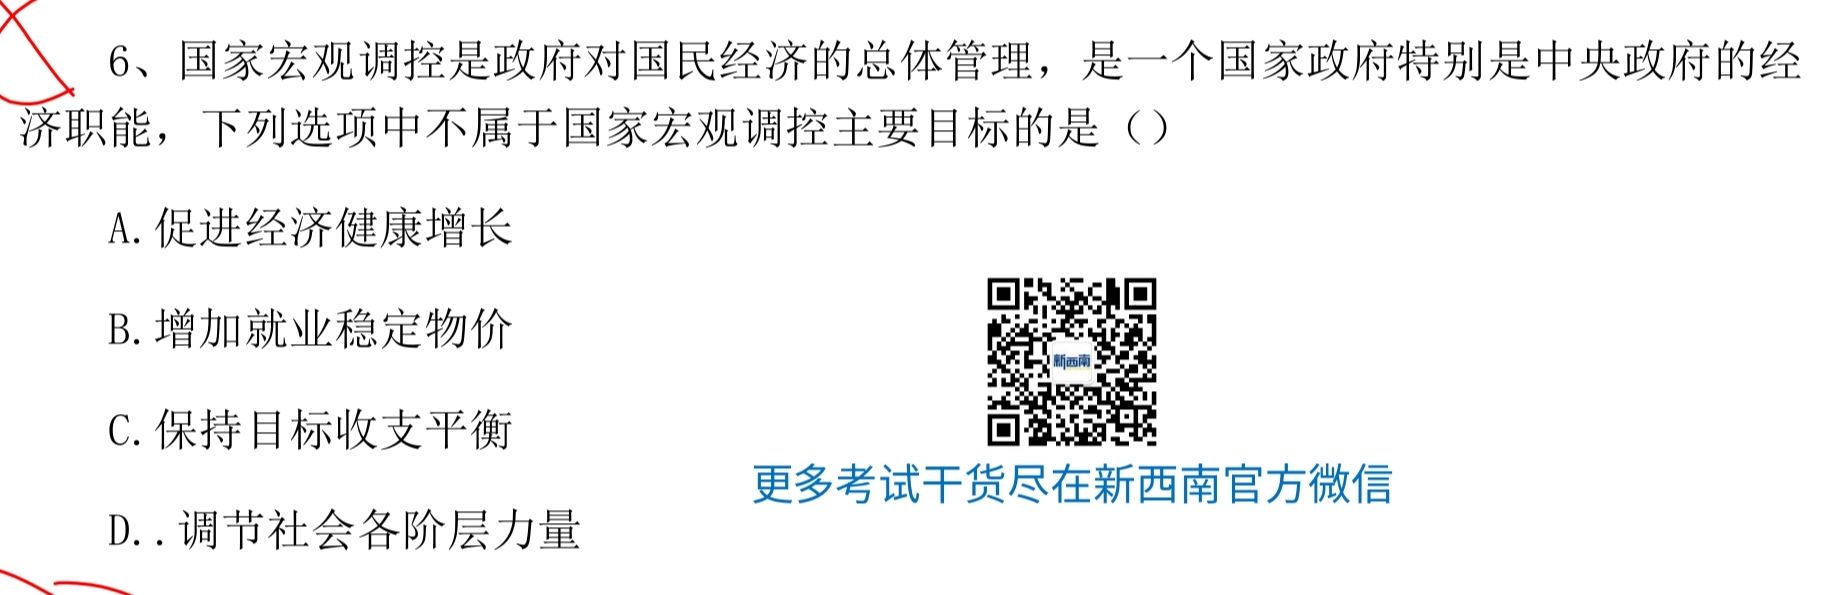 6、国家宏观调控是政府对国民经济的总体管理，是一个国家政府特别是中央政府的经
济职能，下列选项中不属于国家宏观调控主要目标的是（）
A.促进经济健康增长
B.增加就业稳定物价
C.保持目标收支平衡
D..调节社会各阶层力量
新西南
更多考试干货尽在新西南官方微信